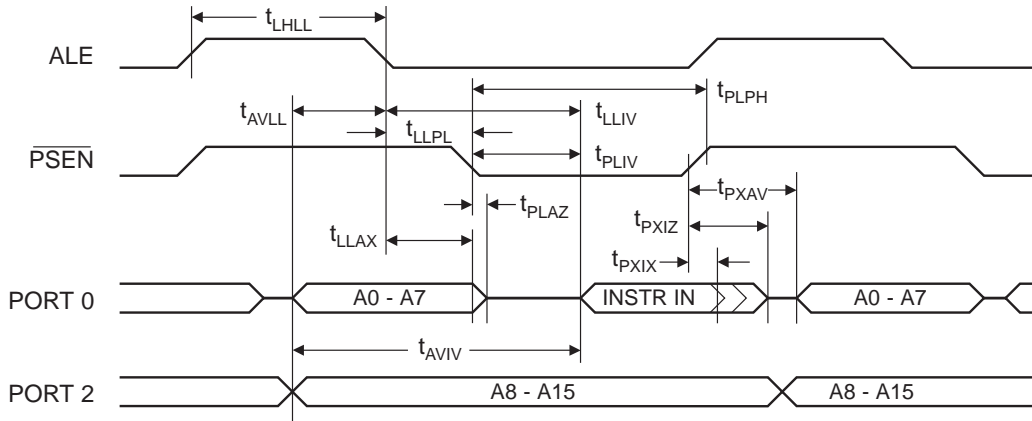 tLHLL
ALE
tPLPH
tAVLL
tLLIV
tLLPL
PSEN
tPLIV
tPXAV
tPLAZ
tPXIZ
tLLAX
tPXIX
PORT 0
A0 - A7
INSTR IN
A0 - A7
tAVIV
PORT 2
A8 - A15
A8 - A15